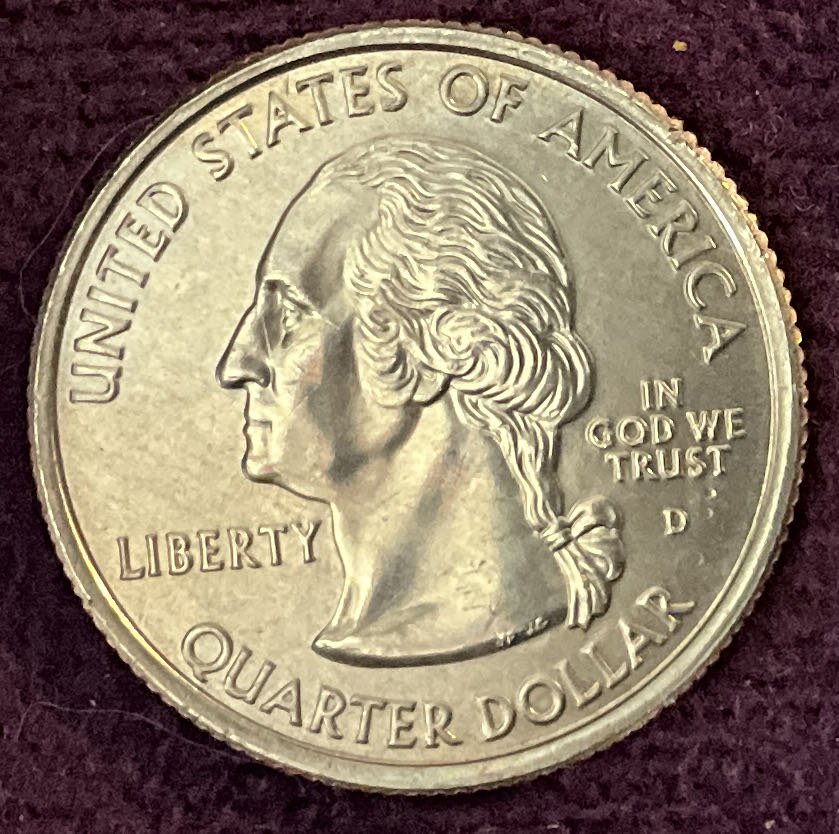 UNITED STATES OF AMERICA
IN
GOD WE
TRUST
D
LIBERTY
QUARTER DOLLAR